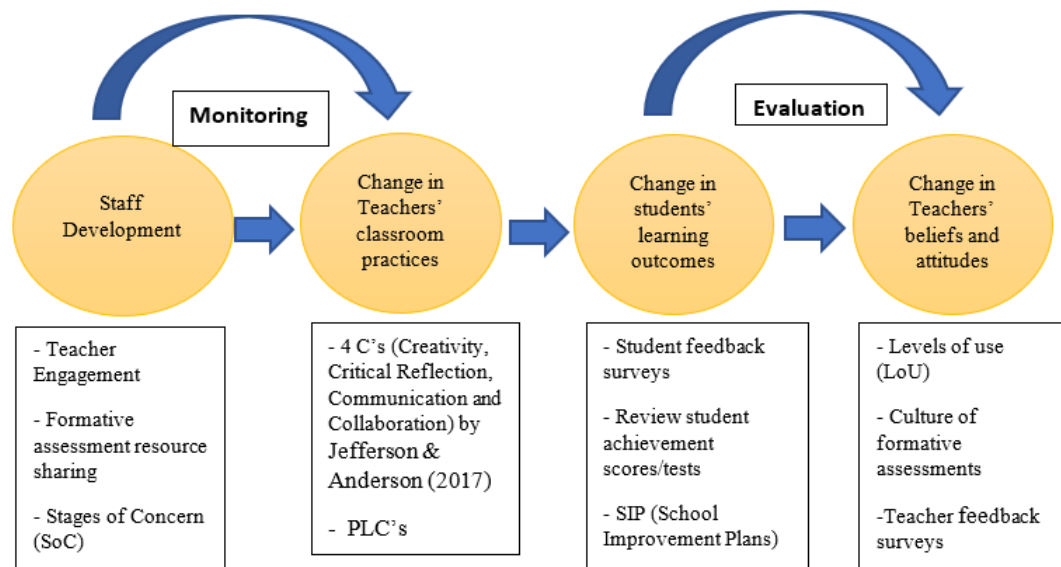 Monitoring
Evaluation
Staff
Development
Change in
Teachers’
classroom
practices
Change in
students’
learning
outcomes
Change in
Teachers’
beliefs and
attitudes
- Teacher
Engagement
- Formative
assessment resource
sharing
- Stages of Concern
(SoC)
- 4 C’s (Creativity,
Critical Reflection,
Communication and
Collaboration) by
Jefferson &
Anderson (2017)
- PLC’s
- Student feedback
surveys
- Review student
achievement
scores/tests
- SIP (School
Improvement Plans)
- Levels of use
(LoU)
- Culture of
formative
assessments
-Teacher feedback
surveys